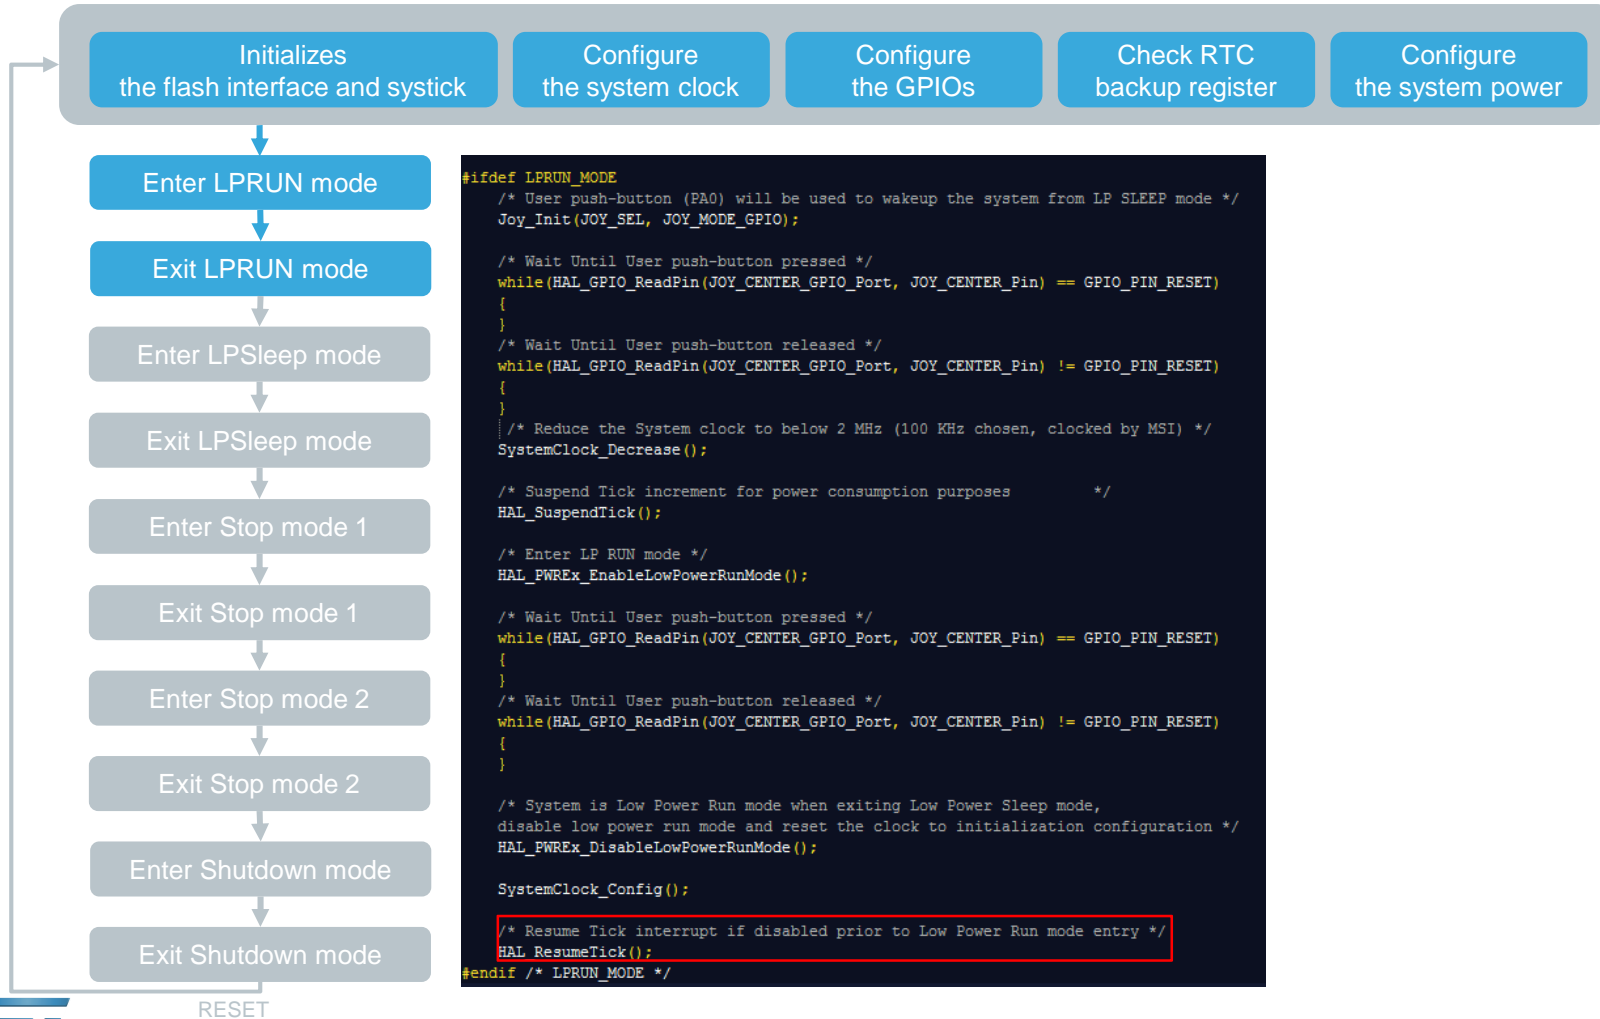 Initializes
the flash interface and systick
Configure
the system clock
Configure
the GPIOs
Check RTC
backup register
Configure
the system power
Enter LPRUN mode
Exit LPRUN mode
Enter LPSleep mode
Exit LPSleep mode
Enter Stop mode 1
Exit Stop mode 1
Enter Stop mode 2
Exit Stop mode 2
Enter Shutdown mode
Exit Shutdown mode
RESET
#ifdef LPRUN_MODE
/* User push-button (PA0) will be used to wakeup the system from LP SLEEP mode */
Joy_Init(JOY_SEL, JOY_MODE_GPIO);
/* Wait Until User push-button pressed */
while(HAL_GPIO_ReadPin(JOY_CENTER_GPIO_Port, JOY_CENTER_Pin) == GPIO_PIN_RESET)
{
}
/* Wait Until User push-button released */
while(HAL_GPIO_ReadPin(JOY_CENTER_GPIO_Port, JOY_CENTER_Pin) != GPIO_PIN_RESET)
{
}
/* Reduce the System clock to below 2 MHz (100 KHz chosen, clocked by MSI) */
SystemClock_Decrease();
/* Suspend Tick increment for power consumption purposes */
HAL_SuspendTick();
/* Enter LP RUN mode */
HAL_PWREx_EnableLowPowerRunMode();
/* Wait Until User push-button pressed */
while(HAL_GPIO_ReadPin(JOY_CENTER_GPIO_Port, JOY_CENTER_Pin) == GPIO_PIN_RESET)
{
}
/* Wait Until User push-button released */
while(HAL_GPIO_ReadPin(JOY_CENTER_GPIO_Port, JOY_CENTER_Pin) != GPIO_PIN_RESET)
{
}
/* System is Low Power Run mode when exiting Low Power Sleep mode,
disable low power run mode and reset the clock to initialization configuration */
HAL_PWREx_DisableLowPowerRunMode();
SystemClock_Config();
/* Resume Tick interrupt if disabled prior to Low Power Run mode entry */
HAL_ResumeTick();
#endif /* LPRUN_MODE */